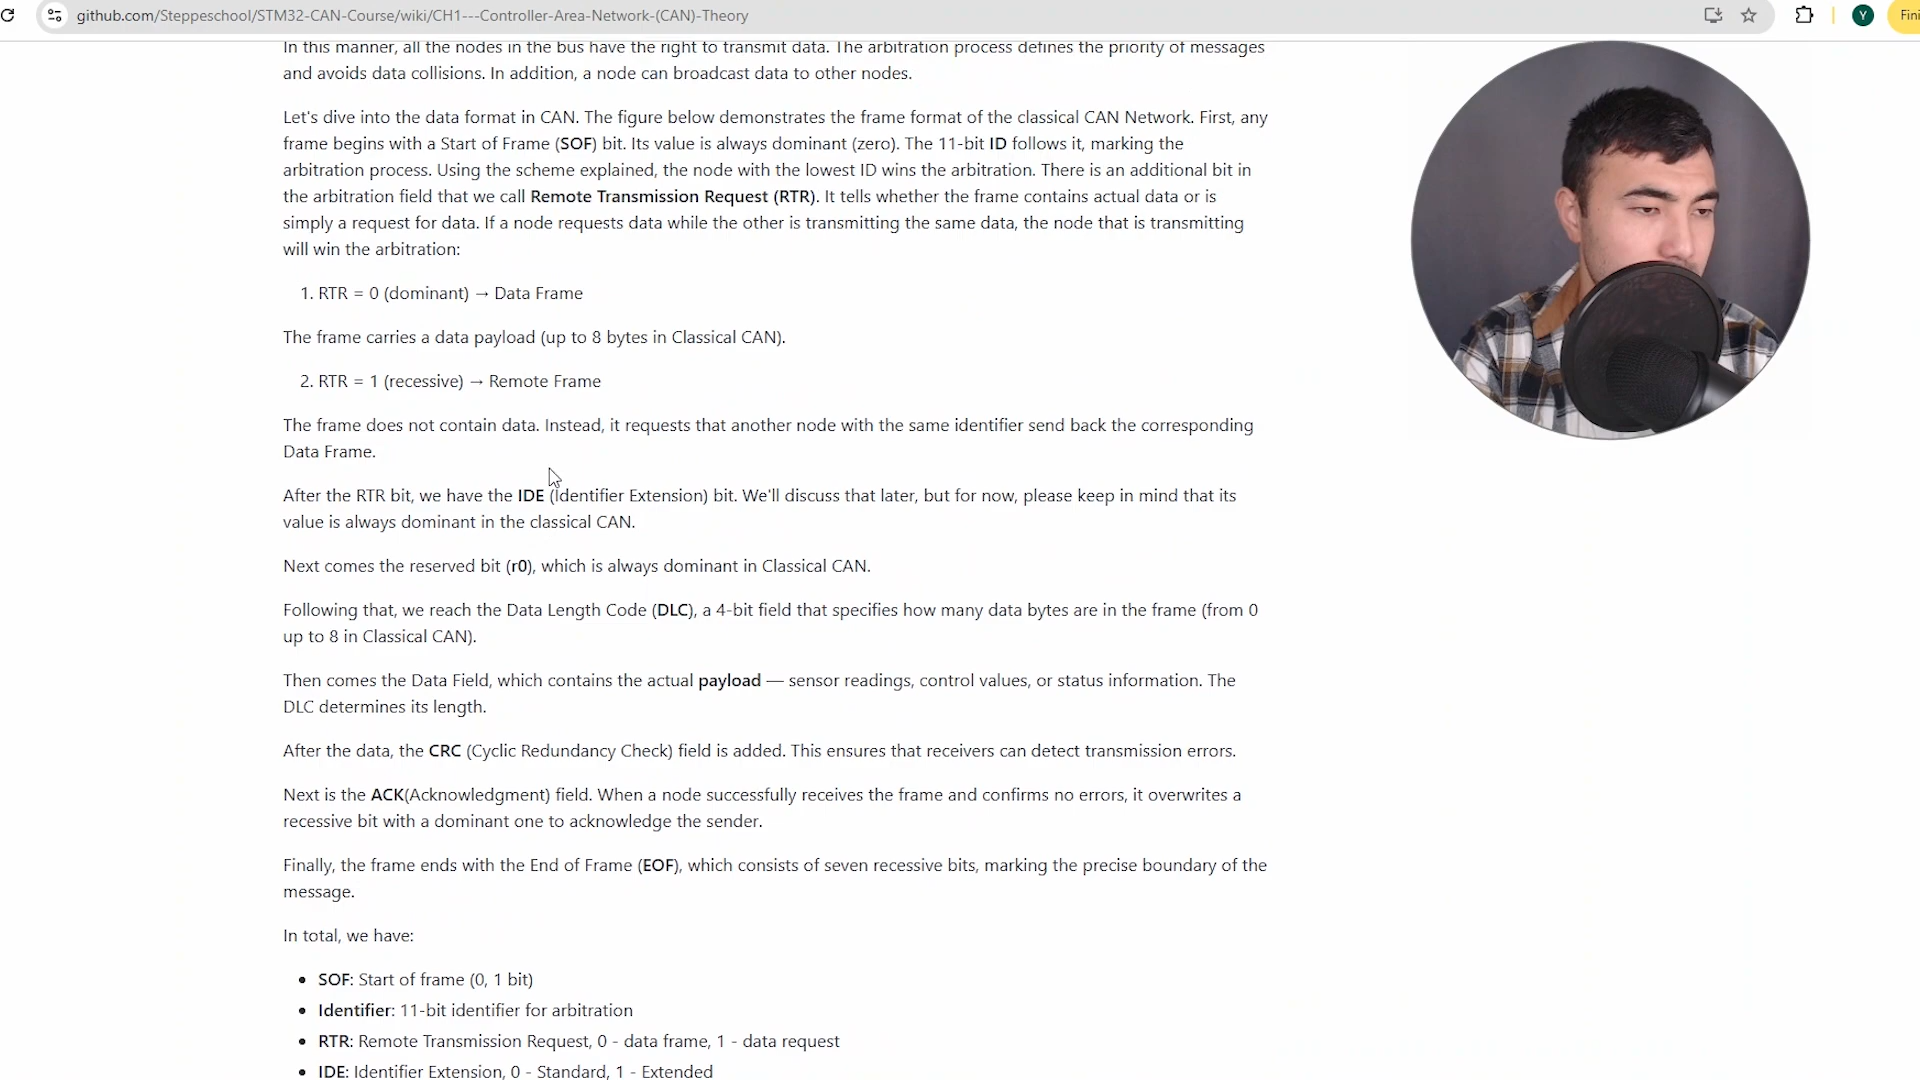 github.com/Steppeschool/STM32-CAN-Course/wiki/CH1---Controller-Area-Network-(CAN)-Theory
Y
Fini
In this manner, all the nodes in the bus have the right to transmit data. The arbitration process defines the priority of messages
and avoids data collisions. In addition, a node can broadcast data to other nodes.
Let's dive into the data format in CAN. The figure below demonstrates the frame format of the classical CAN Network. First, any
frame begins with a Start of Frame (SOF) bit. Its value is always dominant (zero). The 11-bit ID follows it, marking the
arbitration process. Using the scheme explained, the node with the lowest ID wins the arbitration. There is an additional bit in
the arbitration field that we call Remote Transmission Request (RTR). It tells whether the frame contains actual data or is
simply a request for data. If a node requests data while the other is transmitting the same data, the node that is transmitting
will win the arbitration:
1. RTR = 0 (dominant) → Data Frame
The frame carries a data payload (up to 8 bytes in Classical CAN).
2. RTR = 1 (recessive) → Remote Frame
The frame does not contain data. Instead, it requests that another node with the same identifier send back the corresponding
Data Frame.
After the RTR bit, we have the IDE (Identifier Extension) bit. We'll discuss that later, but for now, please keep in mind that its
value is always dominant in the classical CAN.
Next comes the reserved bit (r0), which is always dominant in Classical CAN.
Following that, we reach the Data Length Code (DLC), a 4-bit field that specifies how many data bytes are in the frame (from 0
up to 8 in Classical CAN).
Then comes the Data Field, which contains the actual payload — sensor readings, control values, or status information. The
DLC determines its length.
After the data, the CRC (Cyclic Redundancy Check) field is added. This ensures that receivers can detect transmission errors.
Next is the ACK(Acknowledgment) field. When a node successfully receives the frame and confirms no errors, it overwrites a
recessive bit with a dominant one to acknowledge the sender.
Finally, the frame ends with the End of Frame (EOF), which consists of seven recessive bits, marking the precise boundary of the
message.
In total, we have:
• SOF: Start of frame (0, 1 bit)
• Identifier: 11-bit identifier for arbitration
• RTR: Remote Transmission Request, 0 - data frame, 1 - data request
• IDE: Identifier Extension, 0 - Standard, 1 - Extended